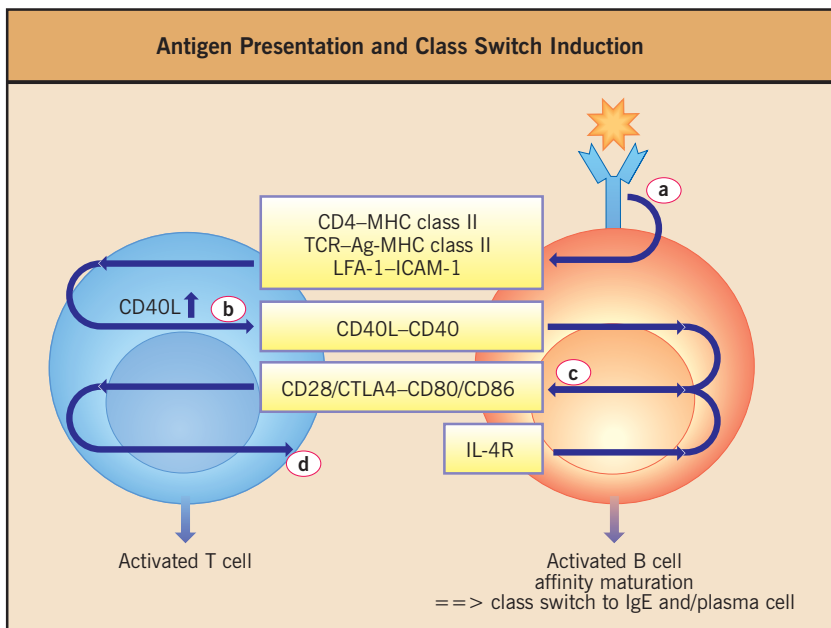 Antigen Presentation and Class Switch Induction
a
CD4–MHC class II
TCR–Ag-MHC class II
LFA-1–ICAM-1
CD40L
b
CD40L–CD40
c
CD28/CTLA4–CD80/CD86
IL-4R
d
Activated T cell
Activated B cell
affinity maturation
==> class switch to IgE and/plasma cell